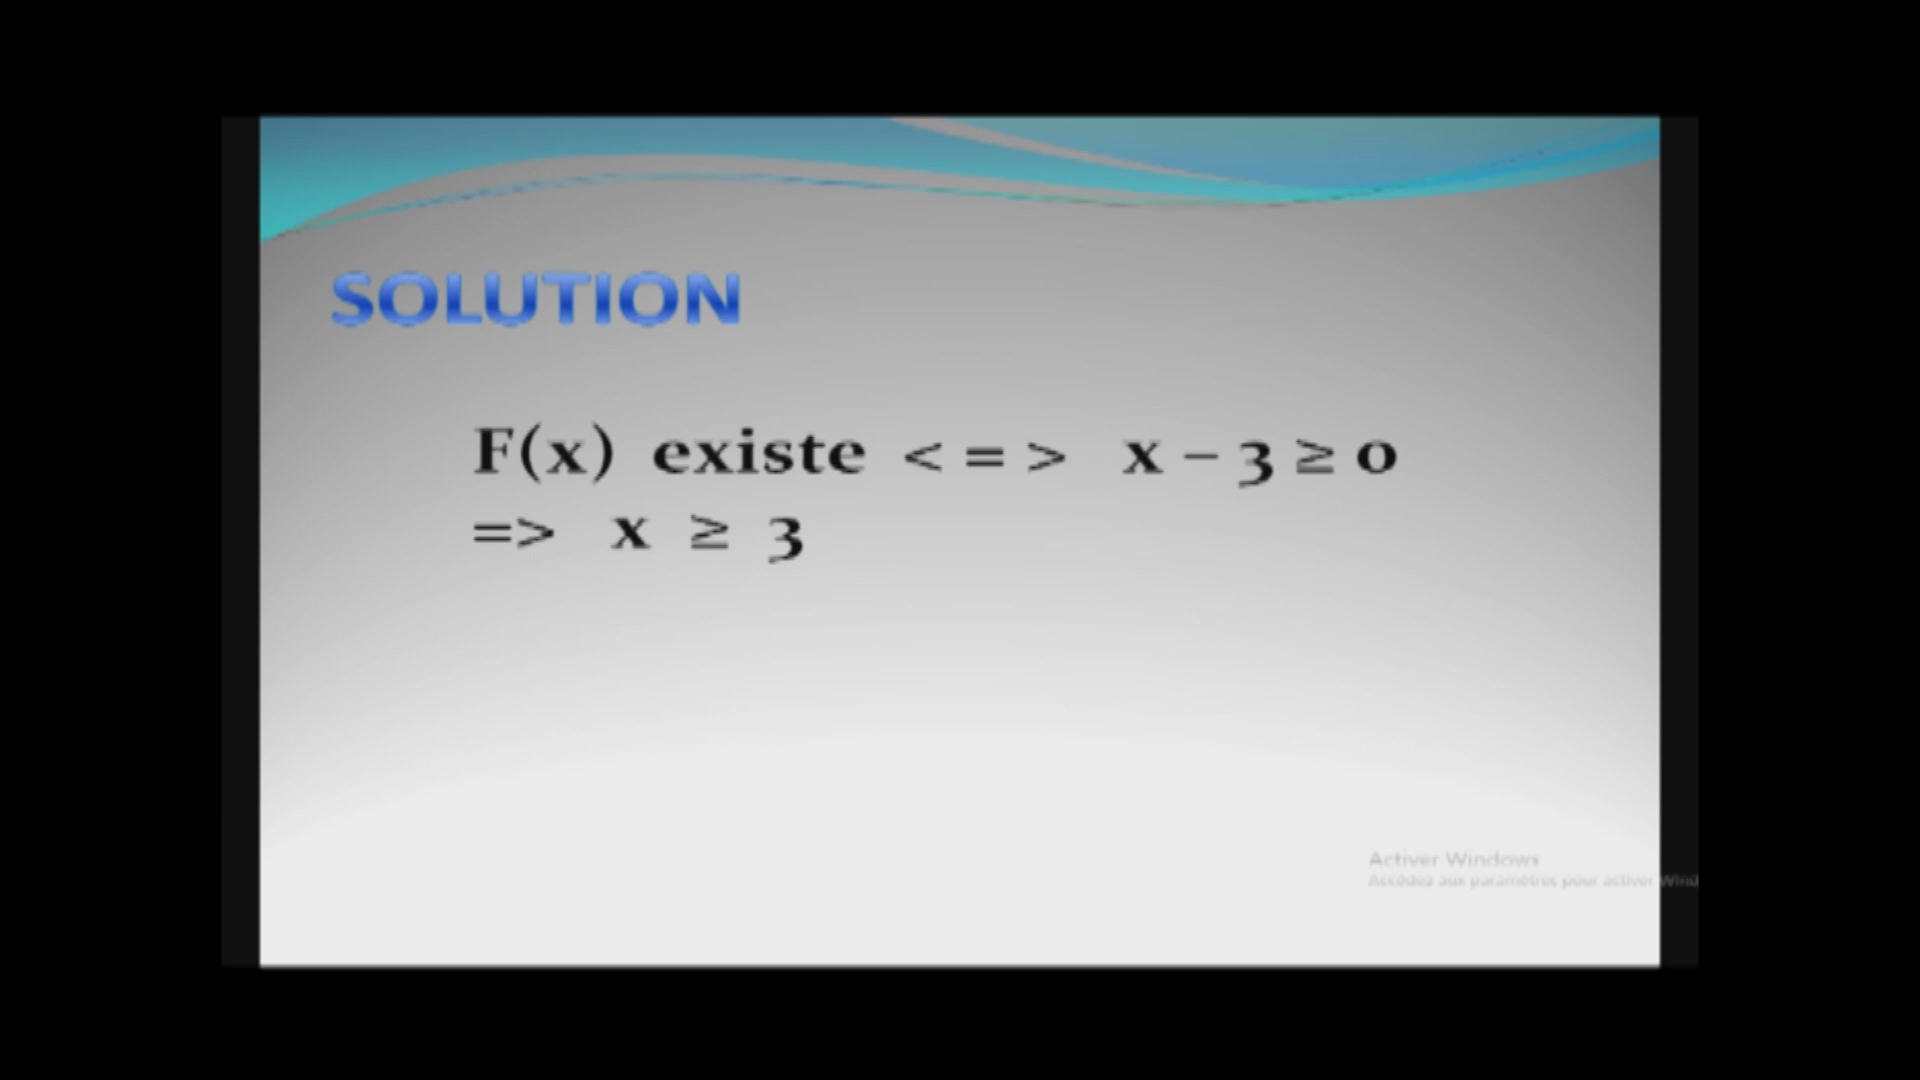 SOLUTION
F(x) existe < = > x – 3 ≥ 0
=> x ≥ 3
Activer Windows
Accédez aux paramètres pour activer Wind